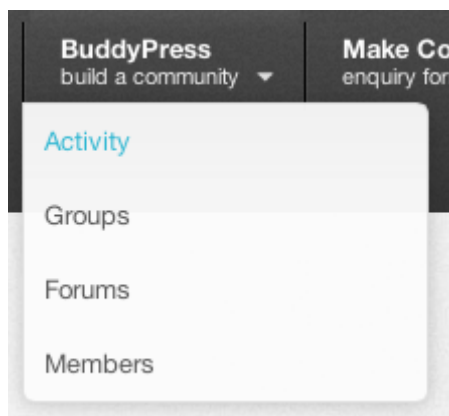 BuddyPress
build a community
Make Co
enquiry for
Activity
Groups
Forums
Members